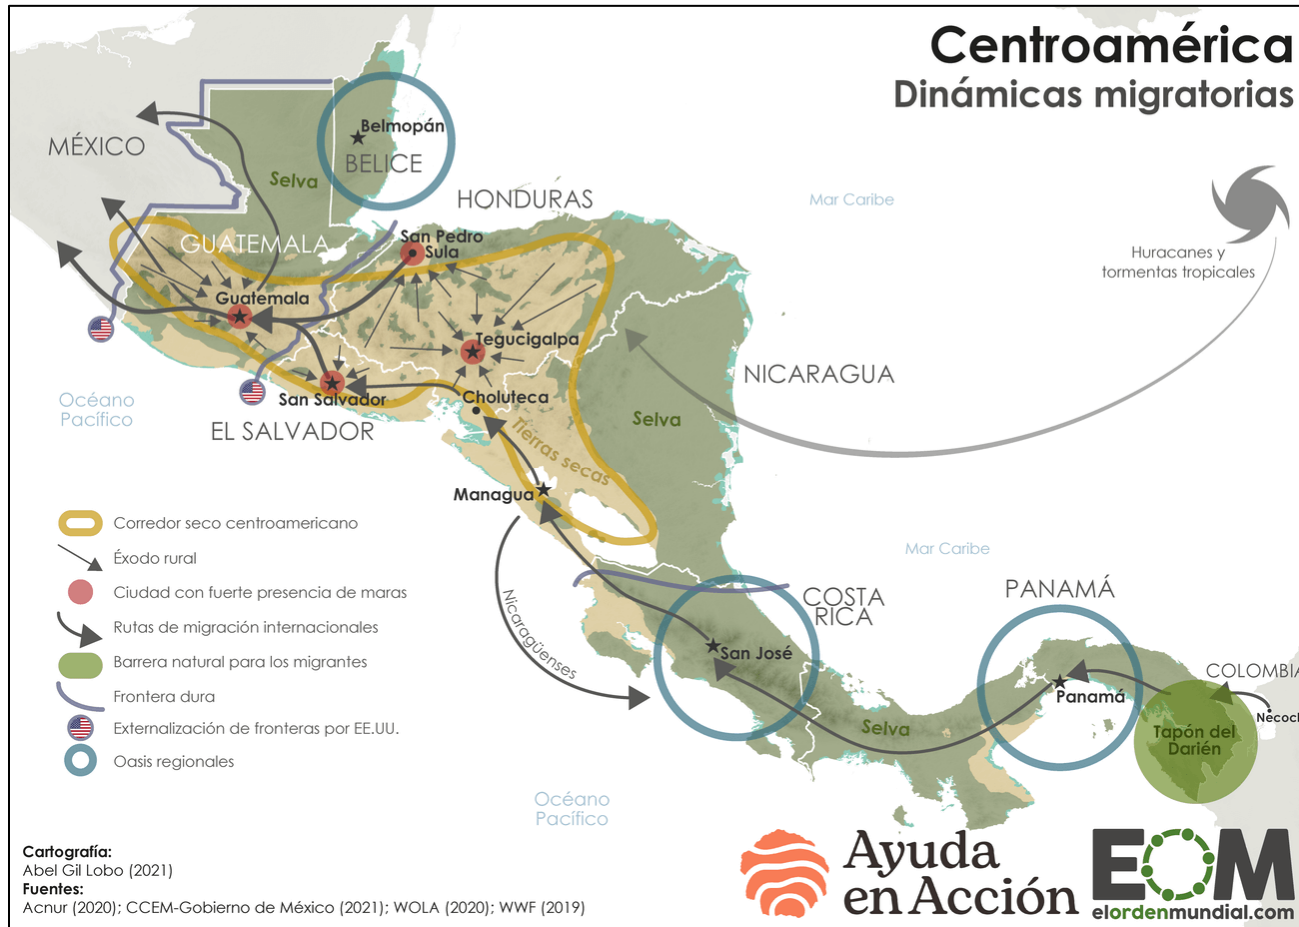 Centroamérica
Dinámicas migratorias
MÉXICO
Belmopán
BELICE
Selva
HONDURAS
Mar Caribe
GUATEMALA
San Pedro
Sula
Huracanes y
tormentas tropicales
Guatemala
Tegucigalpa
NICARAGUA
Océano
Pacífico
San Salvador
Choluteca
EL SALVADOR
Selva
Tierras secas
Managua
Corredor seco centroamericano
Éxodo rural
Ciudad con fuerte presencia de maras
Rutas de migración internacionales
Barrera natural para los migrantes
Frontera dura
Externalización de fronteras por EE.UU.
Oasis regionales
Mar Caribe
Nicaragüenses
COSTA
RICA
PANAMÁ
San José
COLOMBIA
Panamá
Necocl
Selva
Tapón del
Darién
Océano
Pacífico
Cartografía:
Abel Gil Lobo (2021)
Fuentes:
Acnur (2020); CCEM-Gobierno de México (2021); WOLA (2020); WWF (2019)
Ayuda
en Acción
EOM
elordenmundial.com